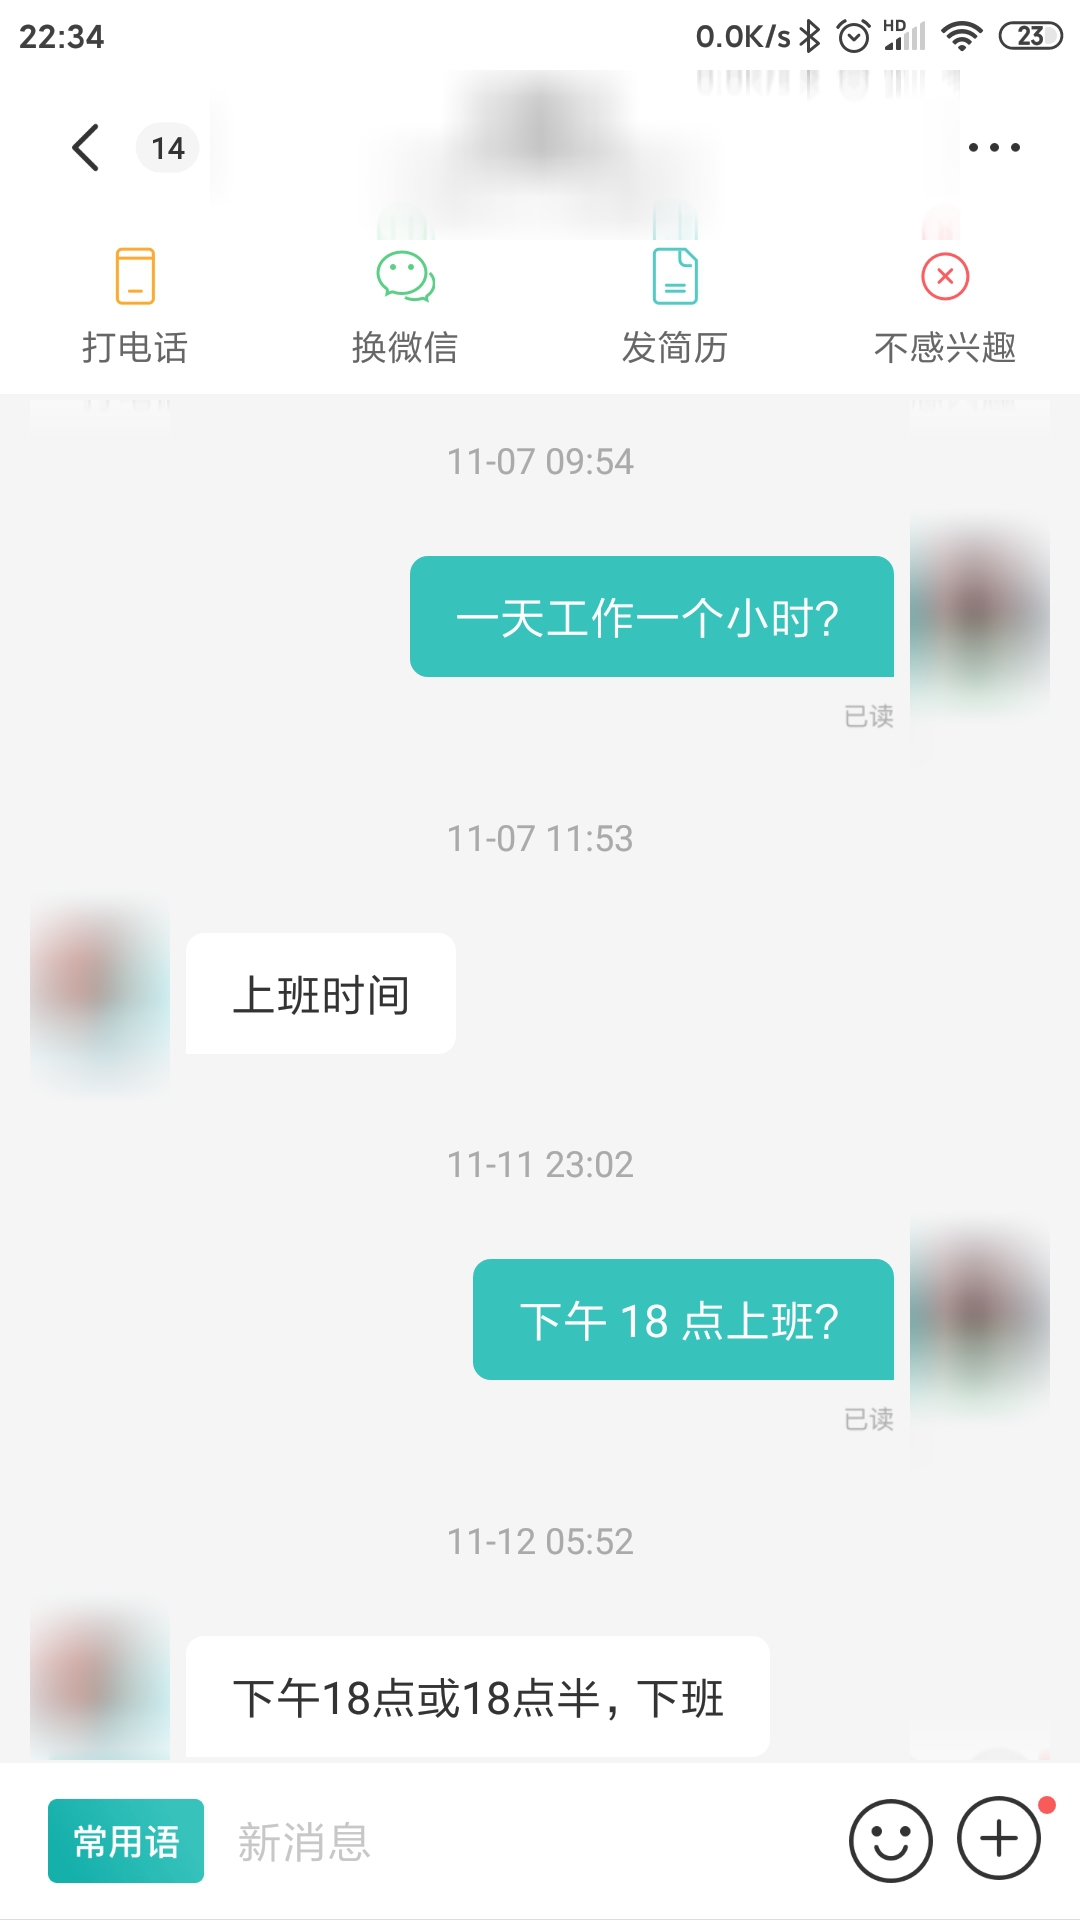 22:34
0.0K/s
HD
23
14
打电话
换微信
发简历
不感兴趣
11-07 09:54
一天工作一个小时?
已读
11-07 11:53
上班时间
11-11 23:02
下午 18 点上班?
已读
11-12 05:52
下午18点或18点半，下班
常用语
新消息